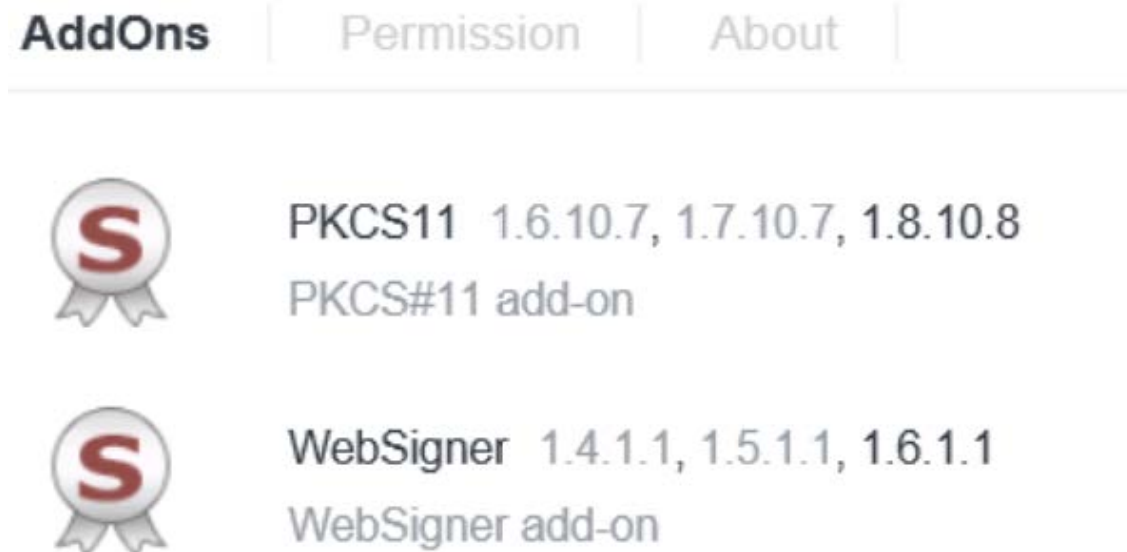 AddOns Permission About
S
PKCS11 1.6.10.7, 1.7.10.7, 1.8.10.8
PKCS#11 add-on
S
WebSigner 1.4.1.1, 1.5.1.1, 1.6.1.1
WebSigner add-on